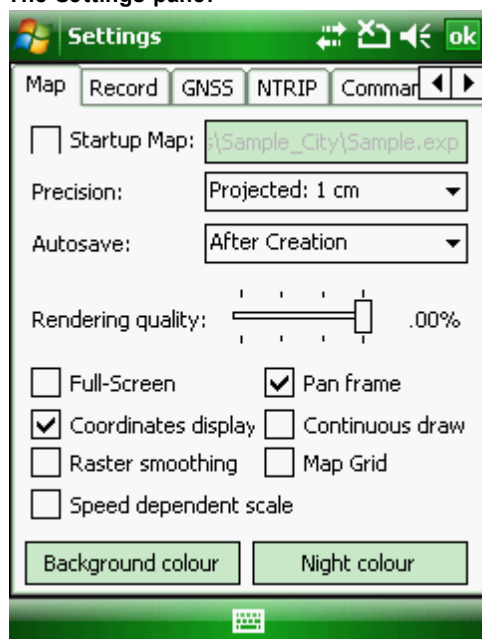 The Settings panel
Settings ok
Map Record GNSS NTRIP Commar
Startup Map: s\Sample_City\Sample.exp
Precision: Projected: 1 cm
Autosave: After Creation
Rendering quality: .00%
Full-Screen Pan frame
Coordinates display Continuous draw
Raster smoothing Map Grid
Speed dependent scale
Background colour Night colour